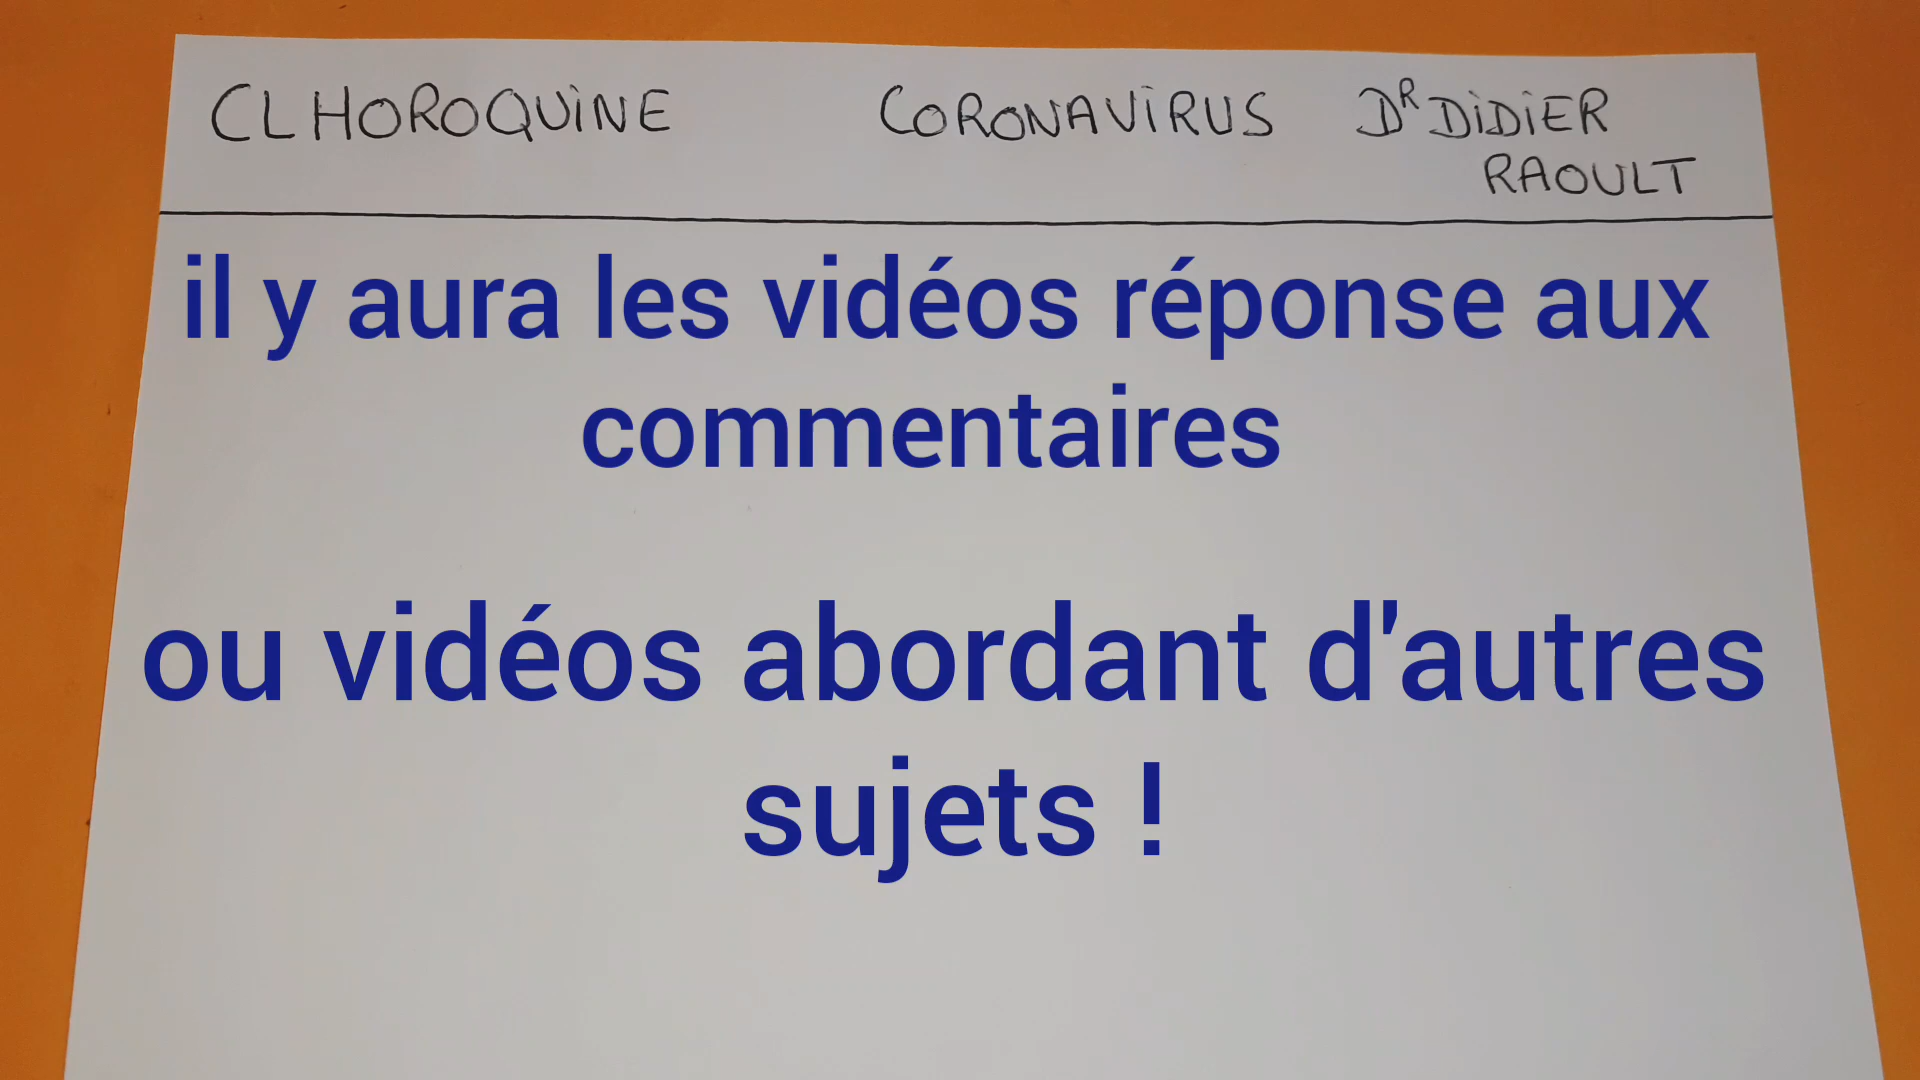 CLHOROQUINE CORONAVIRUS DR DIDIER
RAOULT
il y aura les vidéos réponse aux
commentaires
ou vidéos abordant d'autres
sujets !